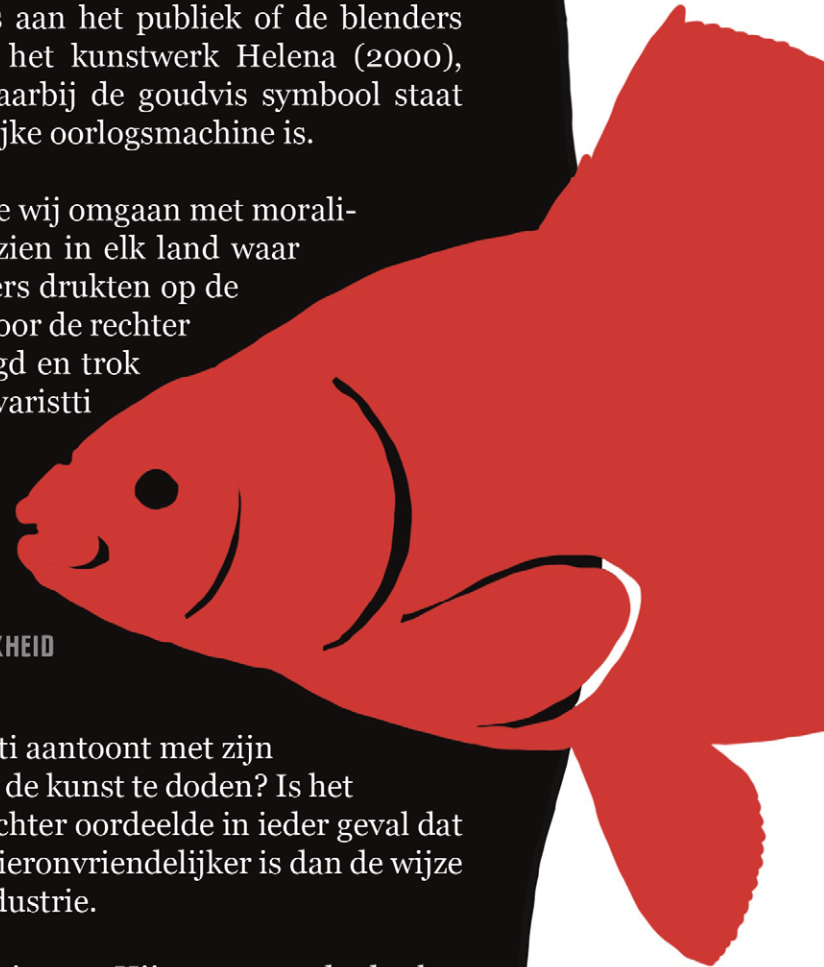 aan het publiek of de blenders
het kunstwerk Helena (2000),
aarbij de goudvis symbool staat
ijke oorlogsmachine is.
e wij omgaan met morali-
zien in elk land waar
ers drukten op de
oor de rechter
gd en trok
varistti
KHEID
ti aantoont met zijn
de kunst te doden? Is het
chter oordeelde in ieder geval dat
ieronvriendelijker is dan de wijze
dustrie.